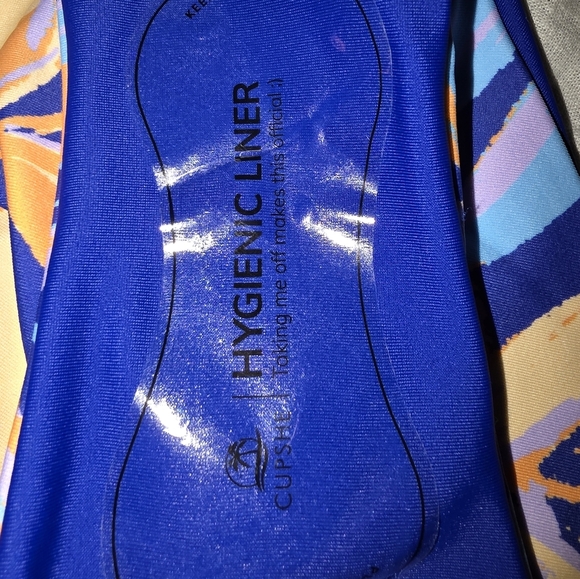 HYGIENIC LINER
Taking me off makes this official :)
CUPSHE